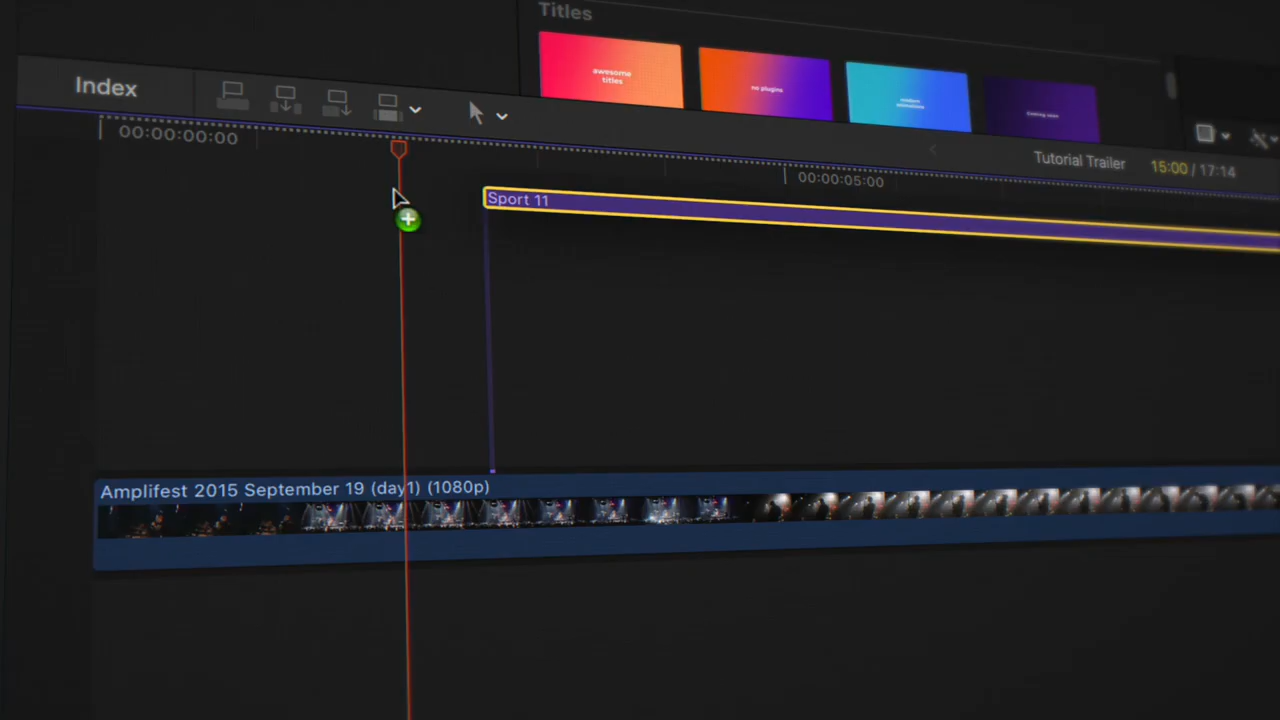 Titles
awesome
titles
no plugins
modern
animations
coming soon
Index
00:00:00:00
00:00:05:00
Tutorial Trailer
15:00 / 17:14
Sport 11
Amplifest 2015 September 19 (day1) (1080p)